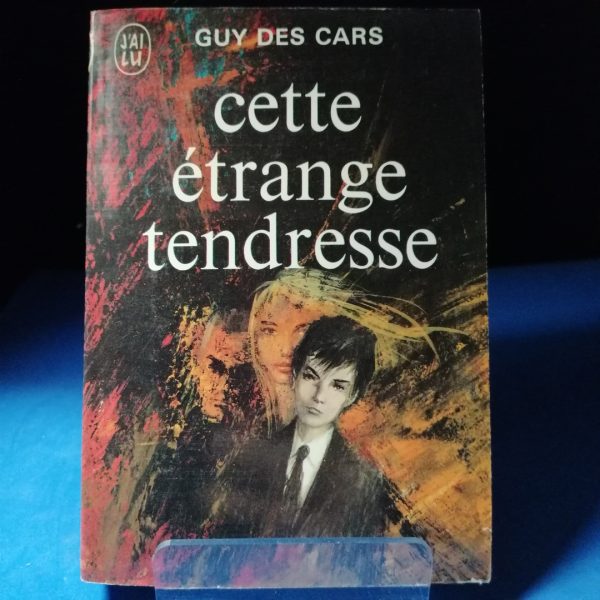 J'AI
LU
GUY DES CARS
cette
étrange
tendresse